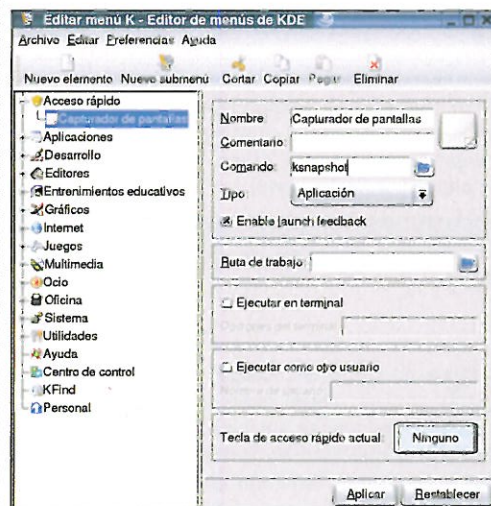 Editar menú K - Editor de menús de KDE
Archivo Editar Preferencias Ayuda
Nuevo elemento Nuevo submenú Cortar Copiar Pegar Eliminar
Acceso rápido
Capturador de pantallas
Aplicaciones
Desarrollo
Editores
Entrenimientos educativos
Gráficos
Internet
Juegos
Multimedia
Ocio
Oficina
Sistema
Utilidades
Ayuda
Centro de control
KFind
Personal
Nombre: Capturador de pantallas
Comentario:
Comando: ksnapshot
Tipo: Aplicación
Enable launch feedback
Ruta de trabajo:
Ejecutar en terminal
Ejecutar como otro usuario
Tecla de acceso rápido actual: Ninguno
Aplicar Restablecer